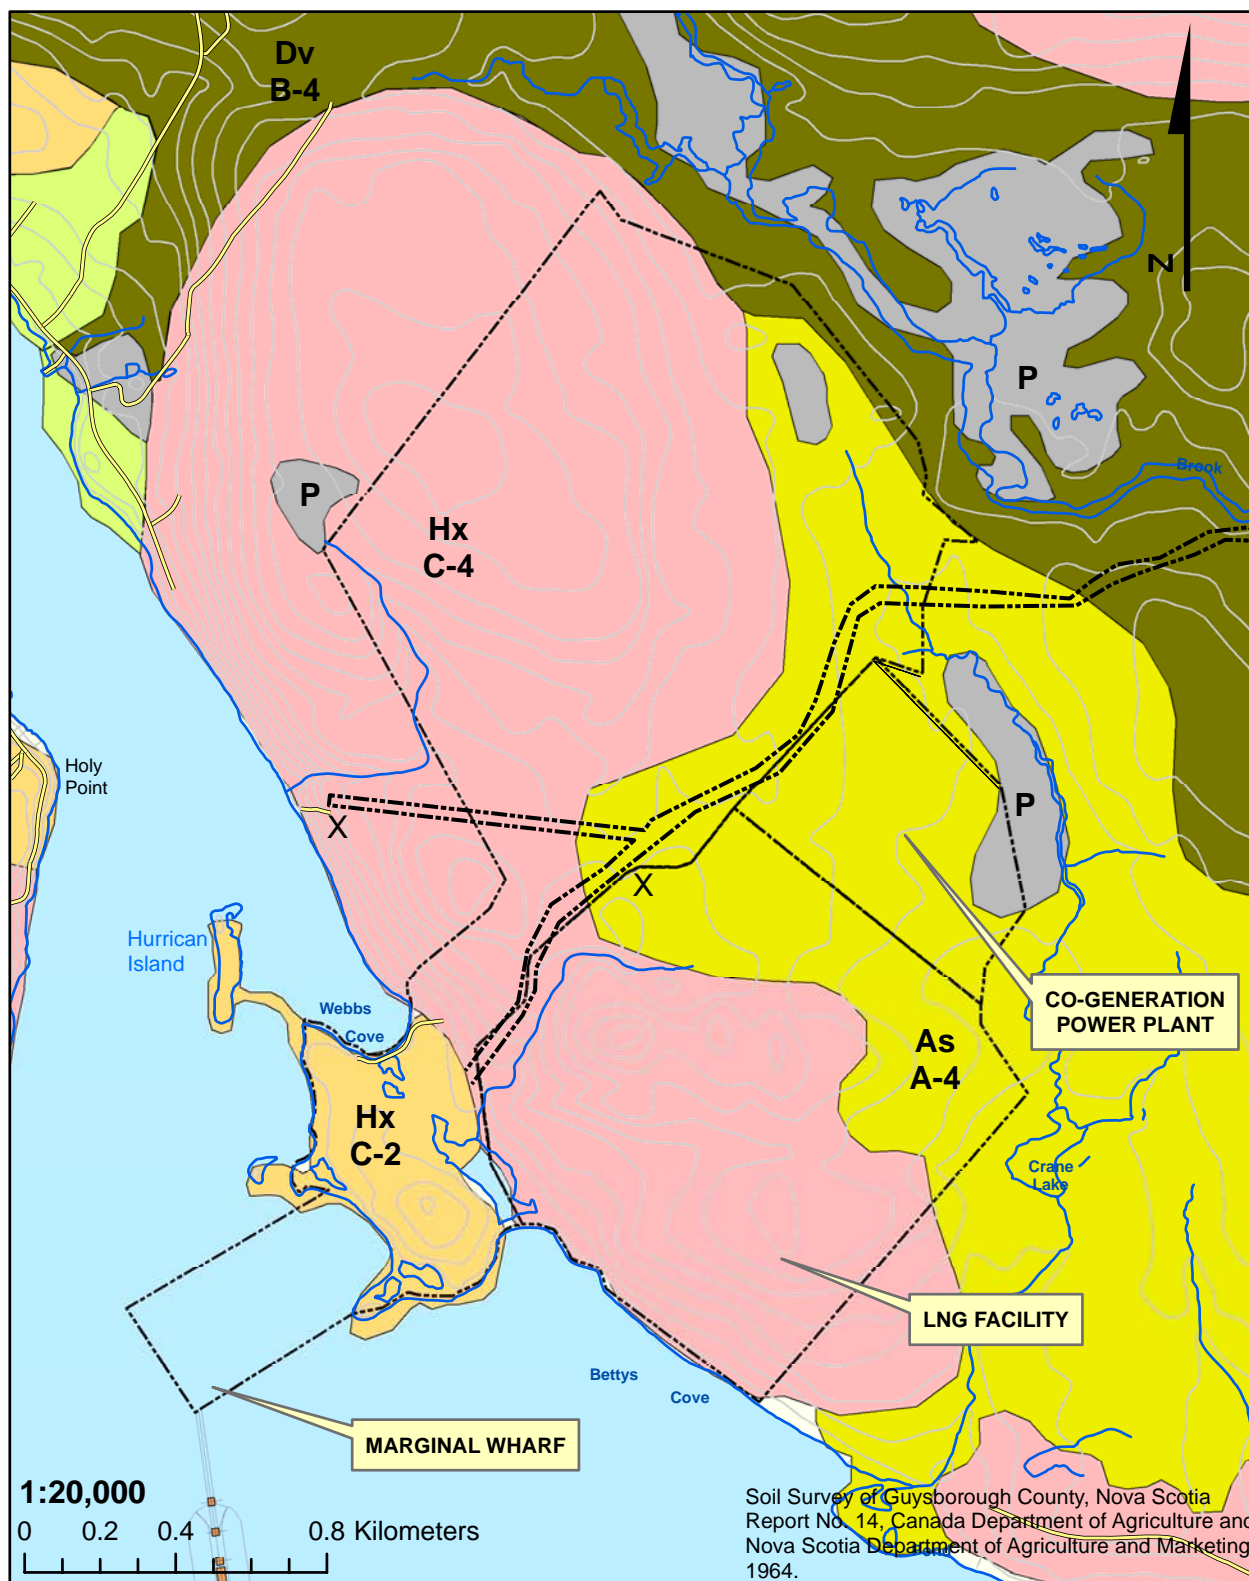 Dv
B-4
N
P
Brook
P
Hx
C-4
Holy
Point
X
P
X
Hurrican
Island
CO-GENERATION
POWER PLANT
Webbs
Cove
As
A-4
Hx
C-2
Crane
Lake
LNG FACILITY
Bettys
Cove
MARGINAL WHARF
1:20,000
0 0.2 0.4 0.8 Kilometers
Soil Survey of Guysborough County, Nova Scotia
Report No. 14, Canada Department of Agriculture and
Nova Scotia Department of Agriculture and Marketing
1964.
Pond